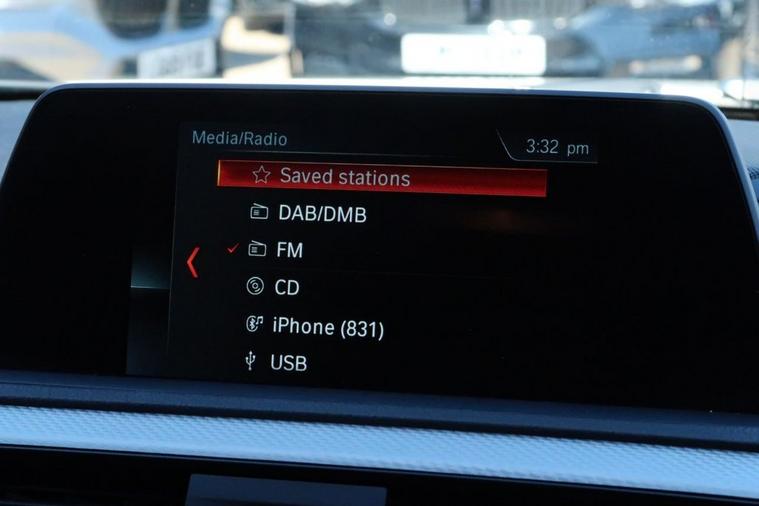 Media/Radio
3:32 pm
Saved stations
DAB/DMB
FM
CD
iPhone (831)
USB